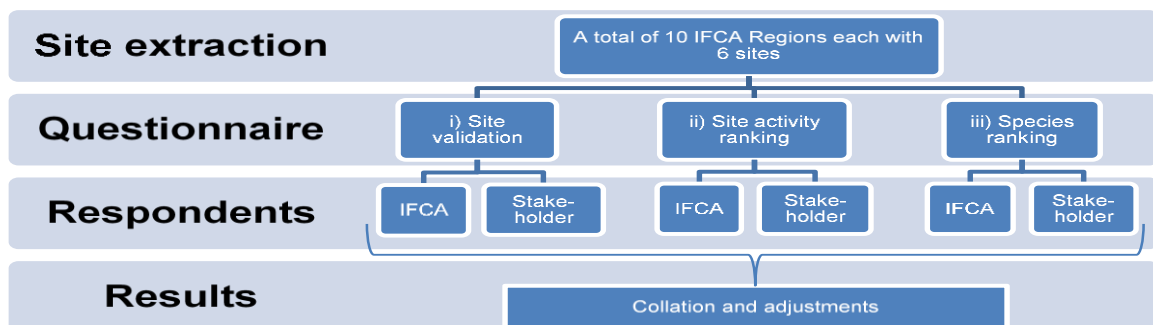 Site extraction
A total of 10 IFCA Regions each with
6 sites
Questionnaire
i) Site
validation
ii) Site activity
ranking
iii) Species
ranking
Respondents
IFCA
Stake-
holder
IFCA
Stake-
holder
IFCA
Stake-
holder
Results
Collation and adjustments